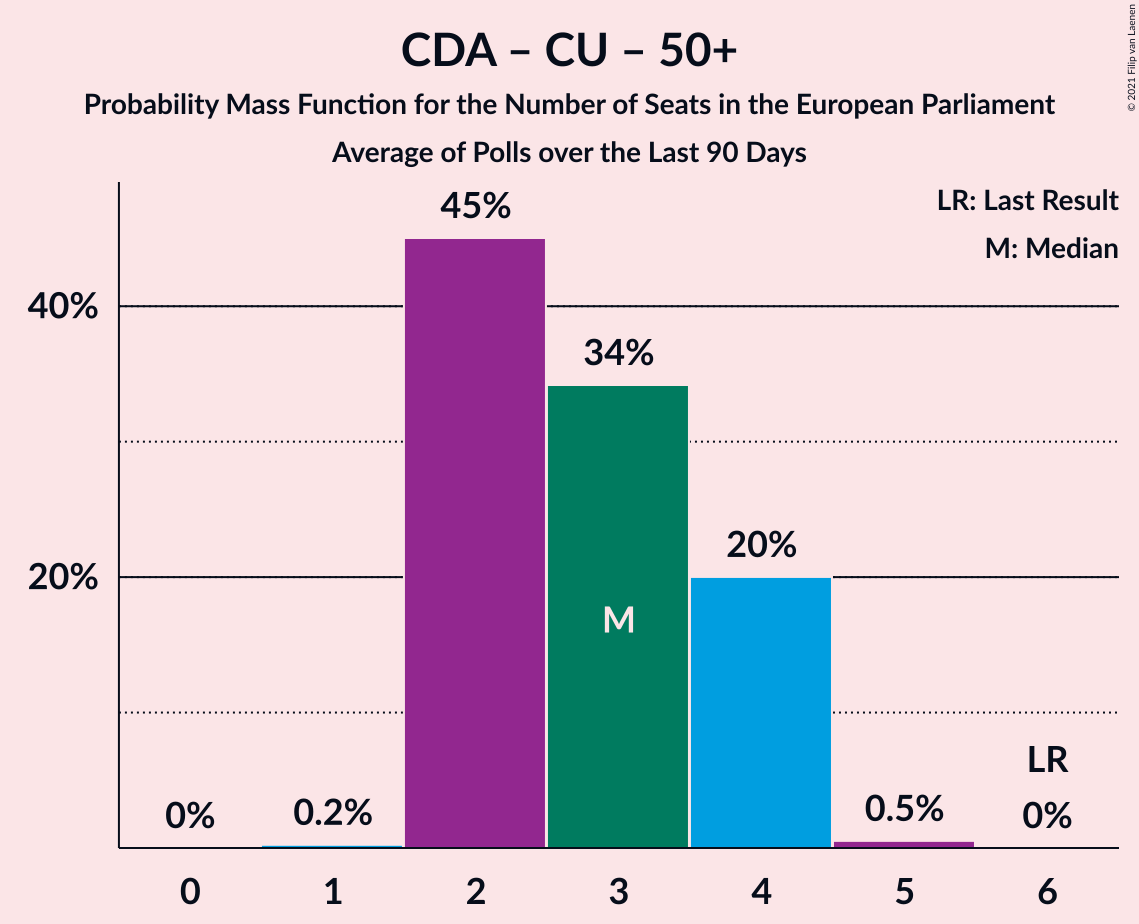 CDA – CU – 50+
Probability Mass Function for the Number of Seats in the European Parliament
Average of Polls over the Last 90 Days
© 2021 Filip van Laenen
LR: Last Result
M: Median
45%
40%
34%
20%
20%
M
LR
0%
0.2%
0.5%
0%
0 1 2 3 4 5 6